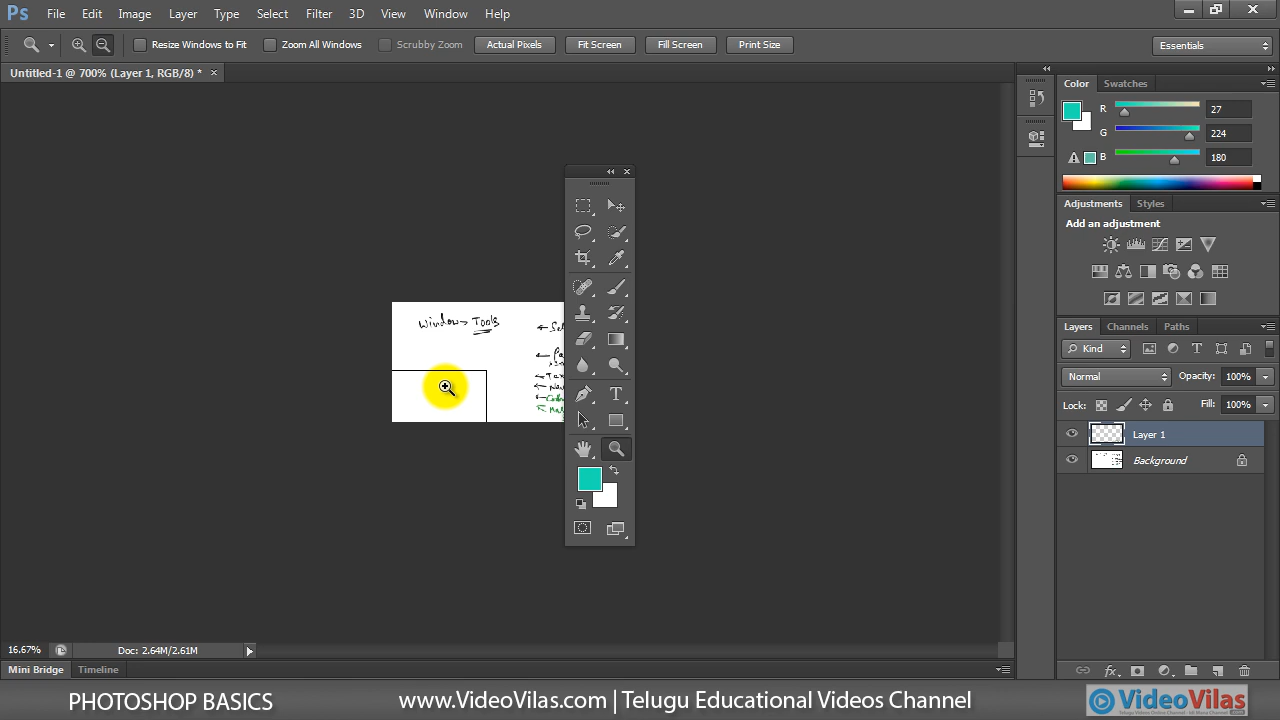 Ps File Edit Image Layer Type Select Filter 3D View Window Help
Resize Windows to Fit Zoom All Windows Scrubby Zoom Actual Pixels Fit Screen Fill Screen Print Size Essentials
Untitled-1 @ 700% (Layer 1, RGB/8) *
Color Swatches
R 27
G 224
B 180
Adjustments Styles
Add an adjustment
Window > Tools
Layers Channels Paths
Kind
Normal Opacity: 100%
Lock: Fill: 100%
Layer 1
Background
16.67% Doc: 2.64M/2.61M
Mini Bridge Timeline
PHOTOSHOP BASICS www.VideoVilas.com | Telugu Educational Videos Channel VideoVilas